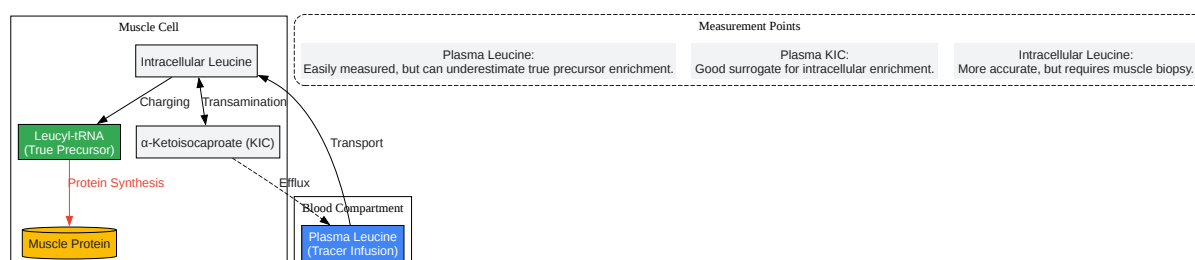 Muscle Cell
Intracellular Leucine
Charging
Transamination
Leucyl-tRNA
(True Precursor)
α-Ketoisocaproate (KIC)
Protein Synthesis
Efflux
Transport
Muscle Protein
Blood Compartment
Plasma Leucine
(Tracer Infusion)
Measurement Points
Plasma Leucine:
Easily measured, but can underestimate true precursor enrichment.
Plasma KIC:
Good surrogate for intracellular enrichment.
Intracellular Leucine:
More accurate, but requires muscle biopsy.